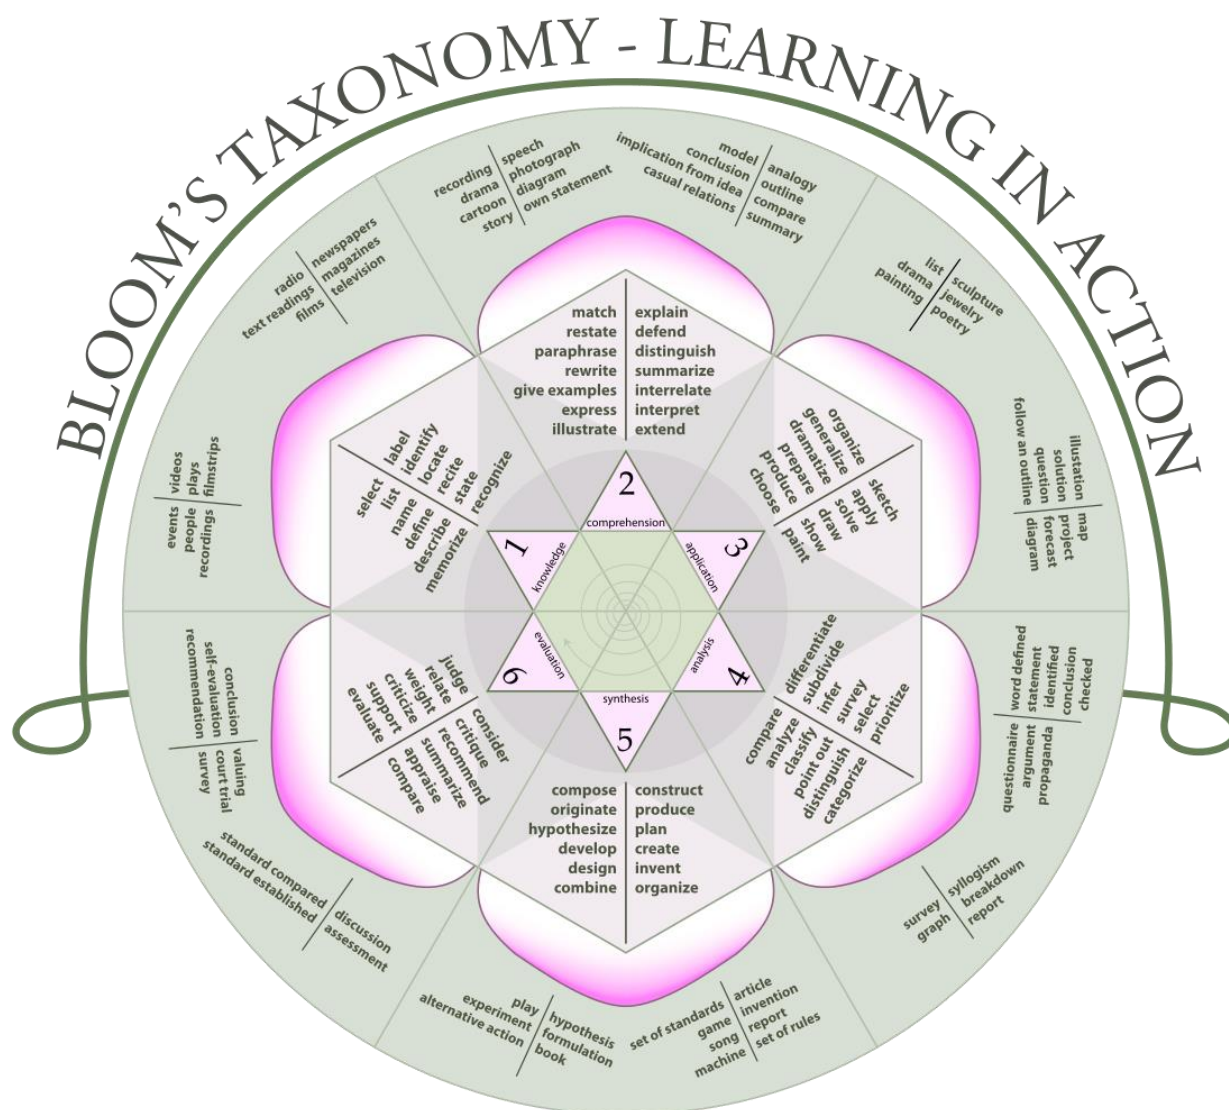 BLOOM'S TAXONOMY - LEARNING IN ACTION
recording
drama
cartoon
story
speech
photograph
diagram
own statement
model
conclusion
implication from idea
casual relations
analogy
outline
compare
summary
radio
text readings
films
newspapers
magazines
television
list
drama
painting
sculpture
jewelry
poetry
videos
plays
filmstrips
events
people
recordings
illustation
solution
question
follow an outline
map
project
forecast
diagram
match
restate
paraphrase
rewrite
give examples
express
illustrate
explain
defend
distinguish
summarize
interrelate
interpret
extend
label
identify
locate
recite
state
recognize
select
list
name
define
describe
memorize
organize
generalize
dramatize
prepare
produce
choose
sketch
apply
solve
draw
show
paint
1
knowledge
2
comprehension
3
application
4
analysis
5
synthesis
6
evaluation
judge
relate
weight
criticize
support
evaluate
consider
critique
recommend
summarize
appraise
compare
differentiate
subdivide
infer
survey
select
prioritize
compare
analyze
classify
point out
distinguish
categorize
compose
originate
hypothesize
develop
design
combine
construct
produce
plan
create
invent
organize
conclusion
self-evaluation
recommendation
valuing
court trial
survey
word defined
statement
identified
conclusion
checked
questionnaire
argument
propaganda
standard compared
standard established
discussion
assessment
survey
graph
syllogism
breakdown
report
play
experiment
alternative action
hypothesis
formulation
book
set of standards
game
song
machine
article
invention
report
set of rules